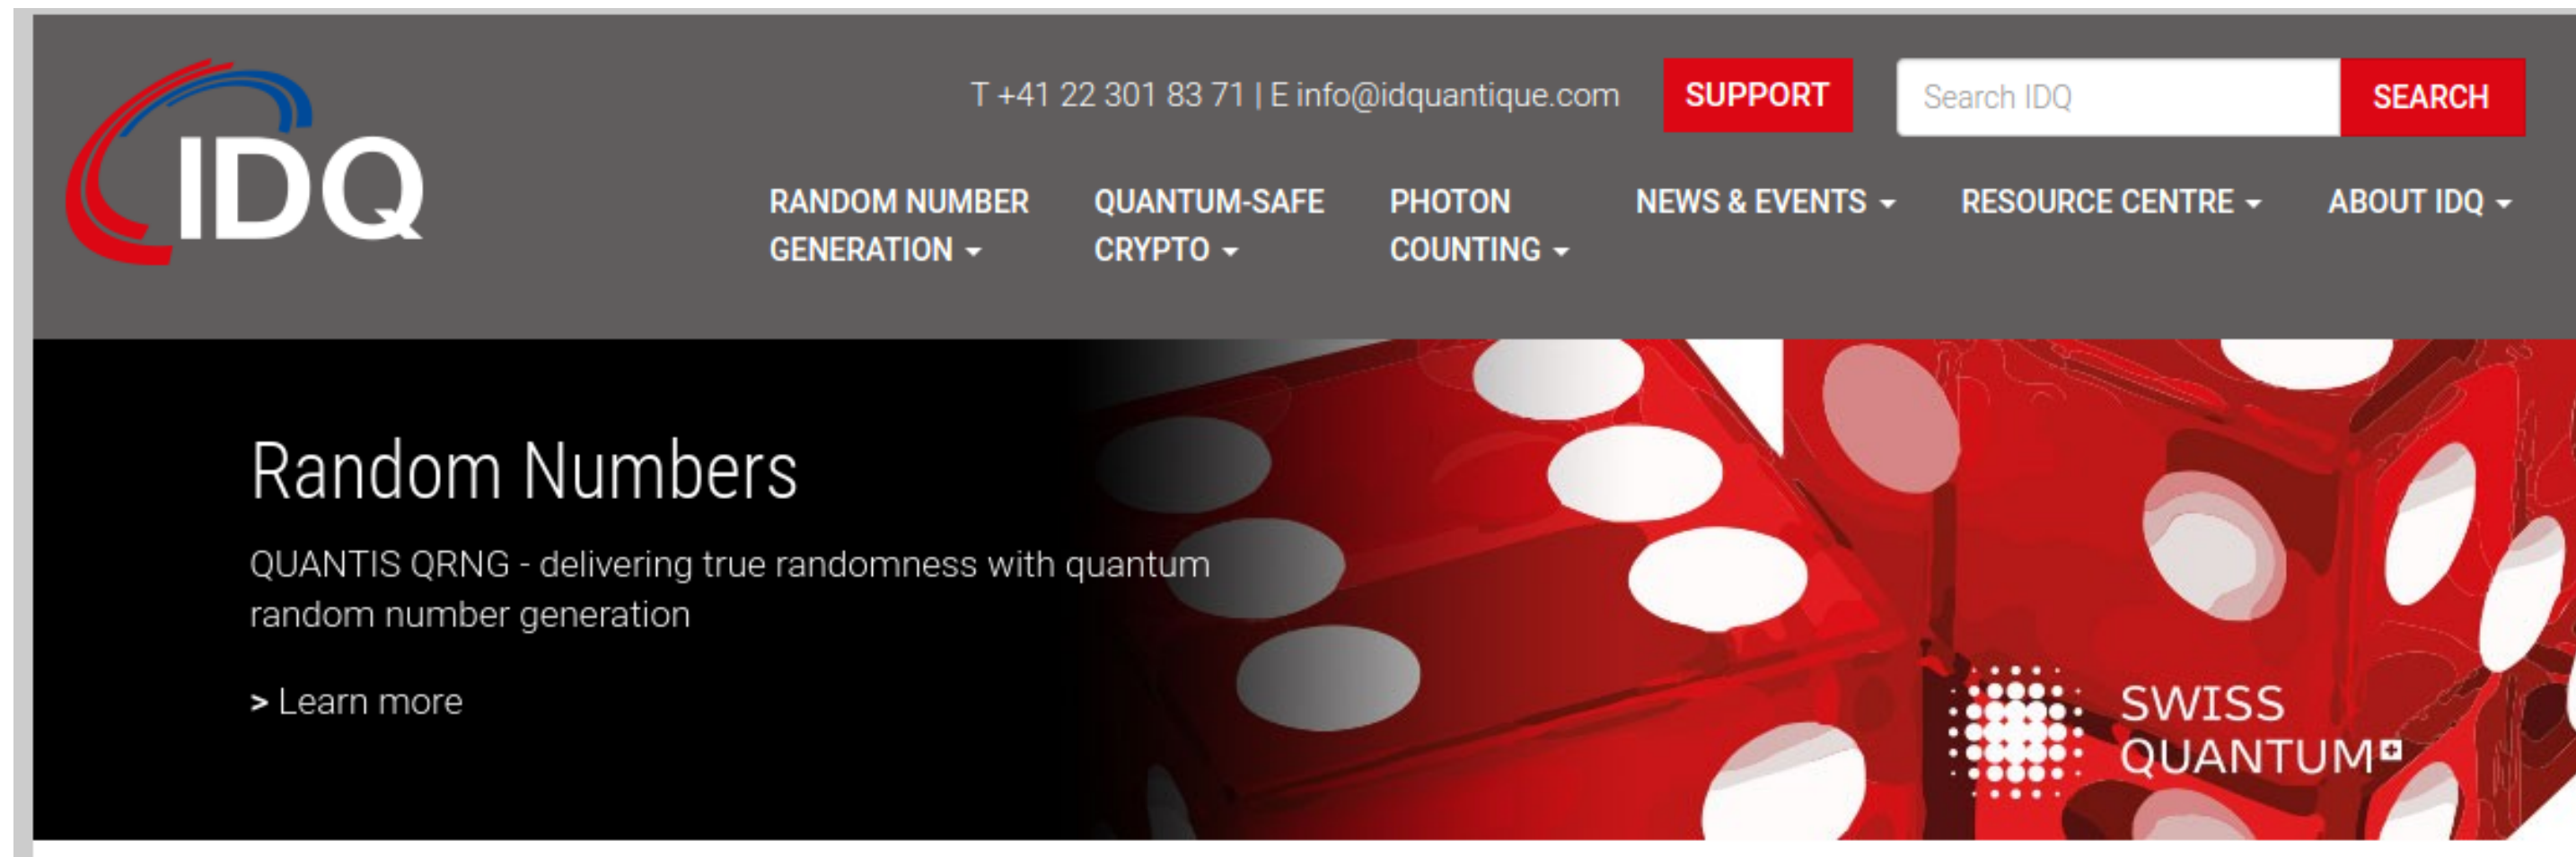 IDQ
T +41 22 301 83 71 | E info@idquantique.com
SUPPORT
Search IDQ
SEARCH
RANDOM NUMBER
GENERATION
QUANTUM-SAFE
CRYPTO
PHOTON
COUNTING
NEWS & EVENTS
RESOURCE CENTRE
ABOUT IDQ
Random Numbers
QUANTIS QRNG - delivering true randomness with quantum
random number generation
> Learn more
SWISS
QUANTUM+